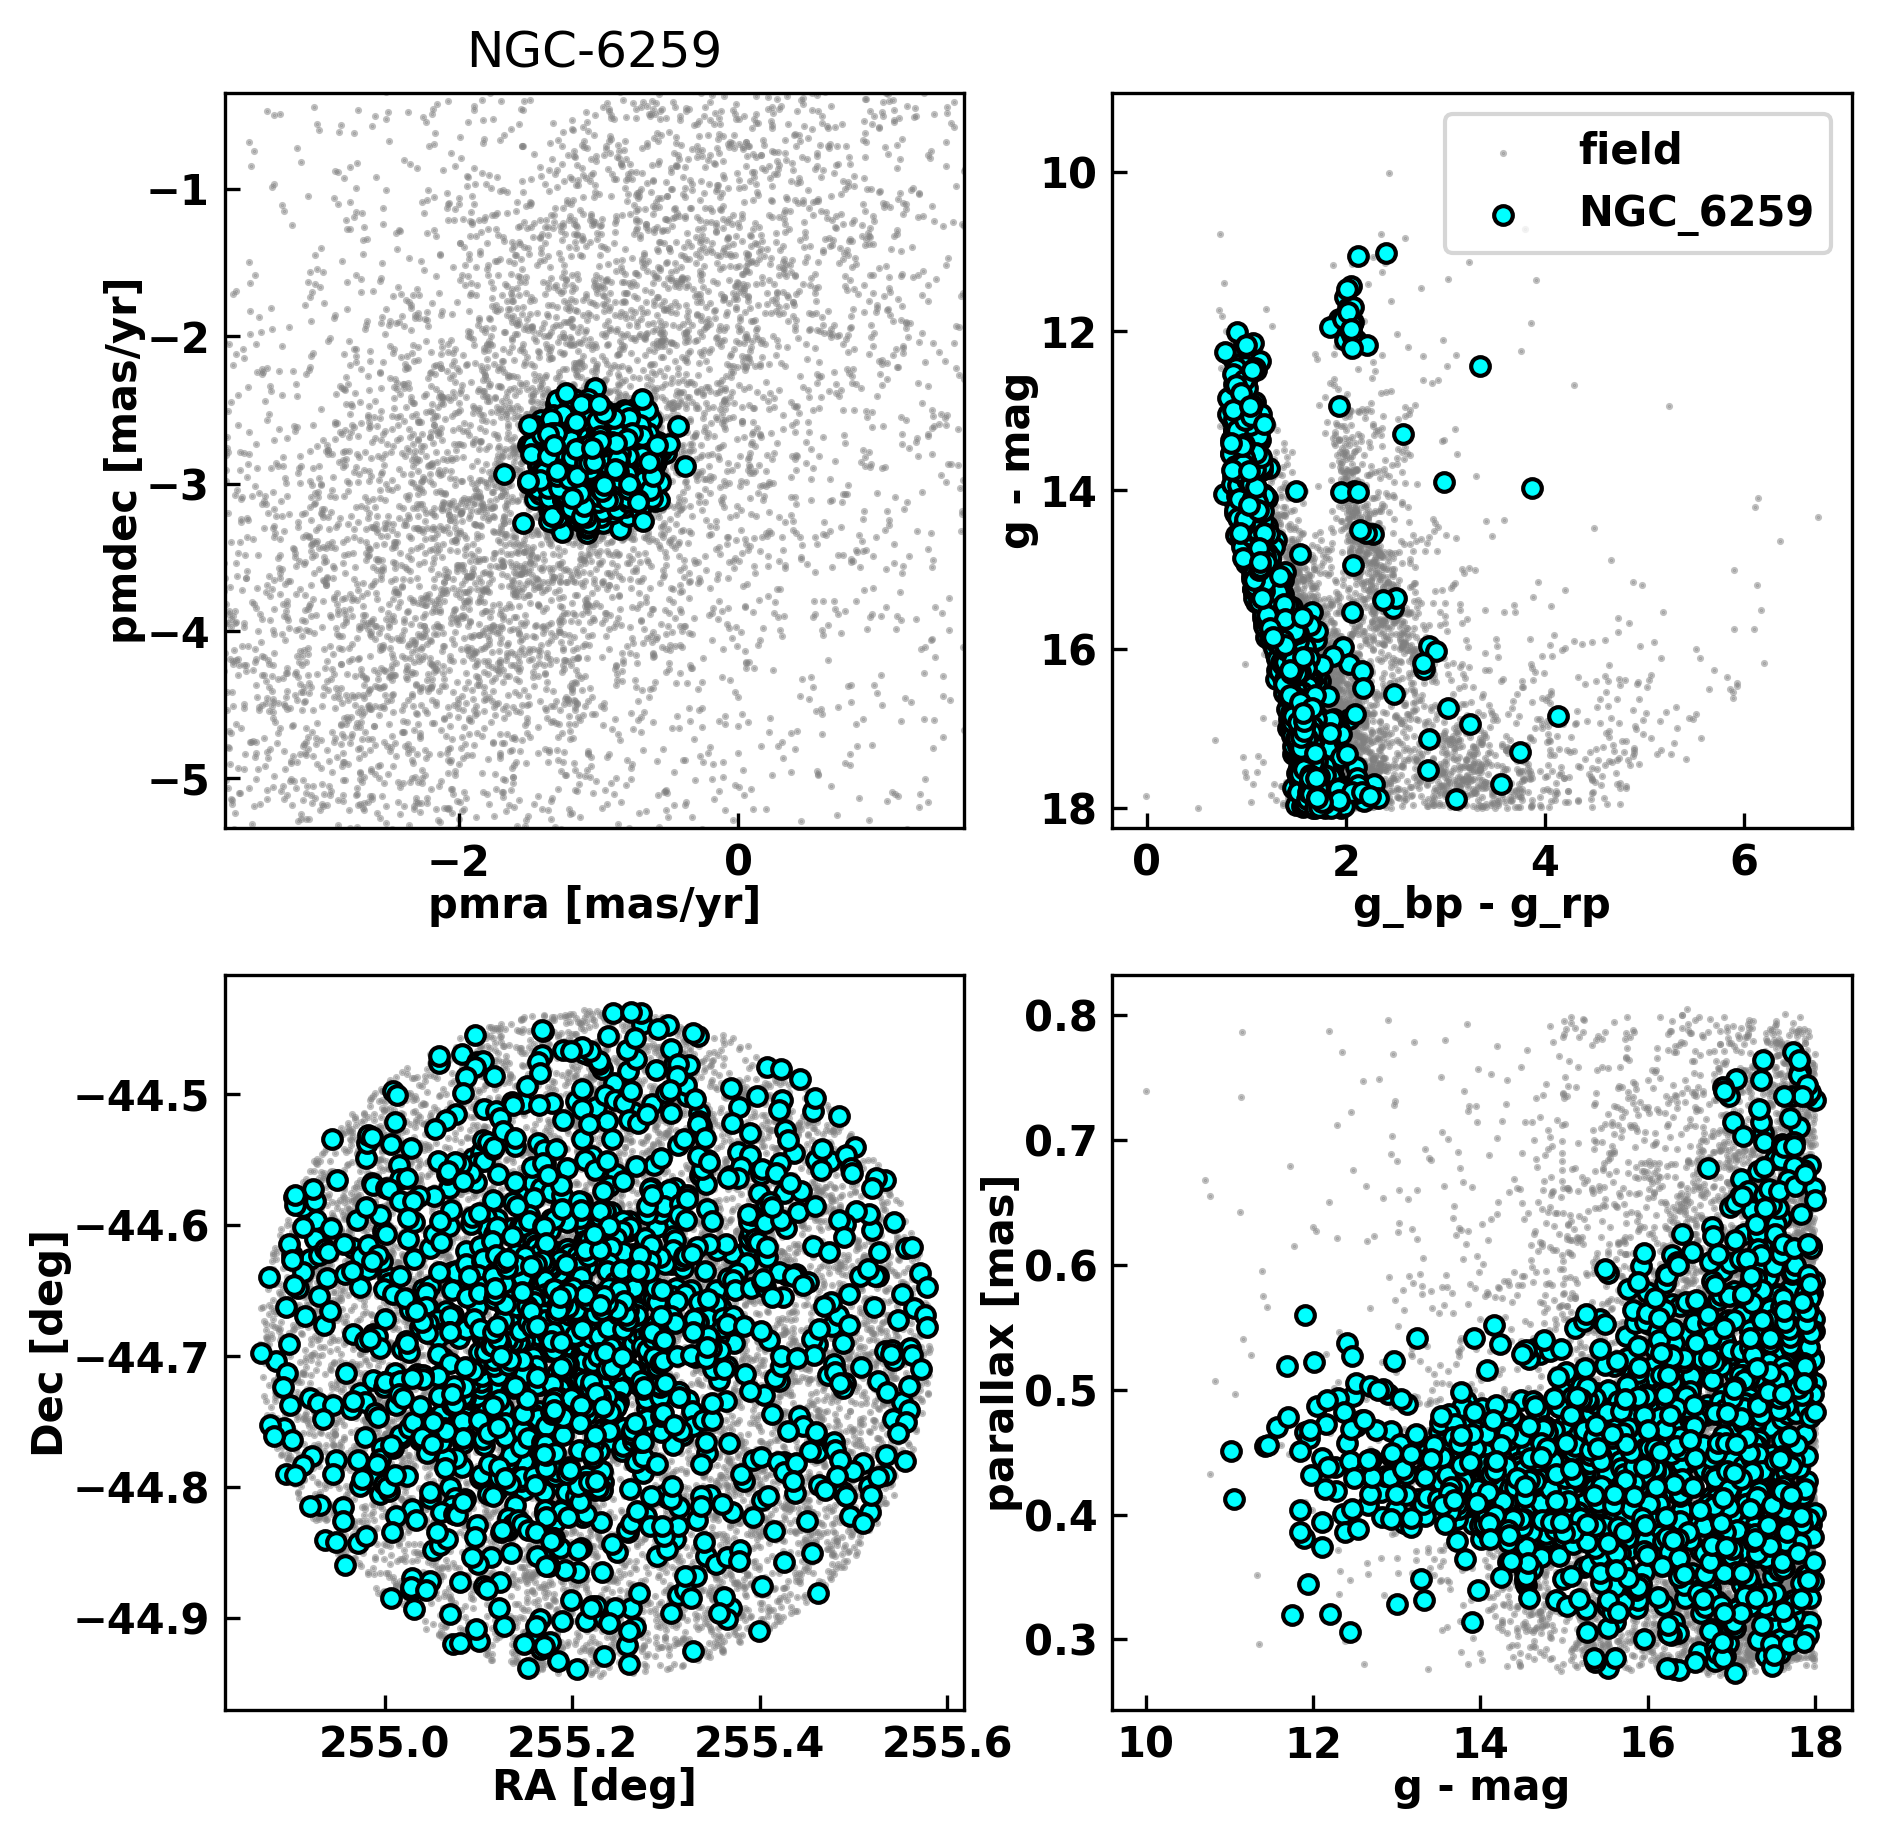 NGC-6259
−1
−2
−3
−4
−5
pmdec [mas/yr]
−2 0
pmra [mas/yr]
10
12
14
16
18
g - mag
field
NGC_6259
0 2 4 6
g_bp - g_rp
−44.5
−44.6
−44.7
−44.8
−44.9
Dec [deg]
255.0 255.2 255.4 255.6
RA [deg]
0.8
0.7
0.6
0.5
0.4
0.3
parallax [mas]
10 12 14 16 18
g - mag